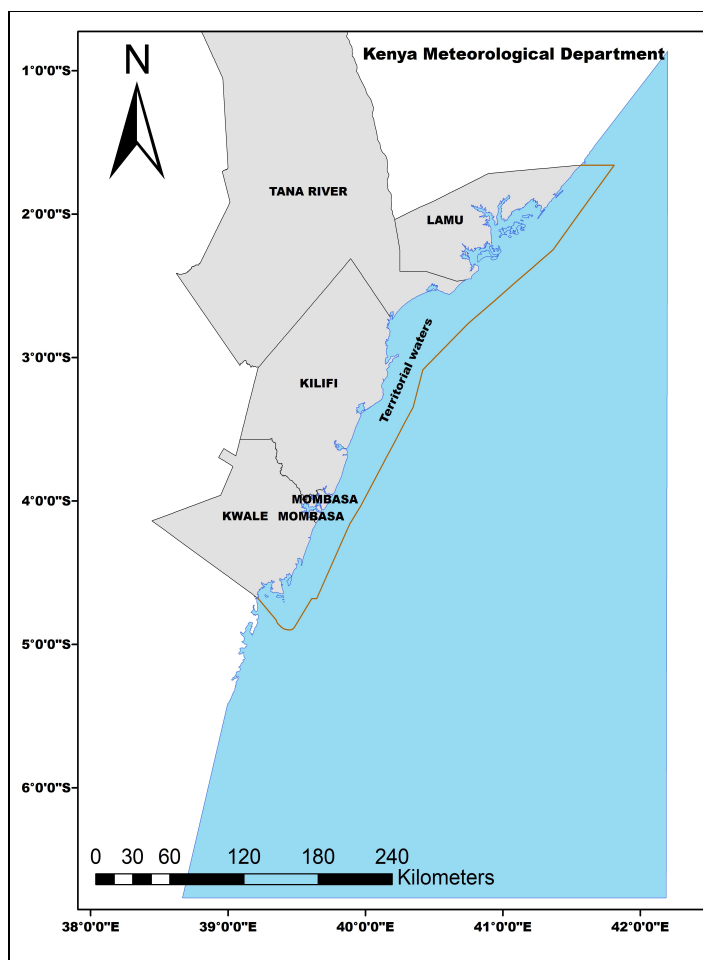 Kenya Meteorological Department
N
1°0'0"S
TANA RIVER
2°0'0"S
LAMU
3°0'0"S
Territorial waters
KILIFI
4°0'0"S
MOMBASA
KWALE
MOMBASA
5°0'0"S
6°0'0"S
0 30 60 120 180 240
Kilometers
38°0'0"E 39°0'0"E 40°0'0"E 41°0'0"E 42°0'0"E